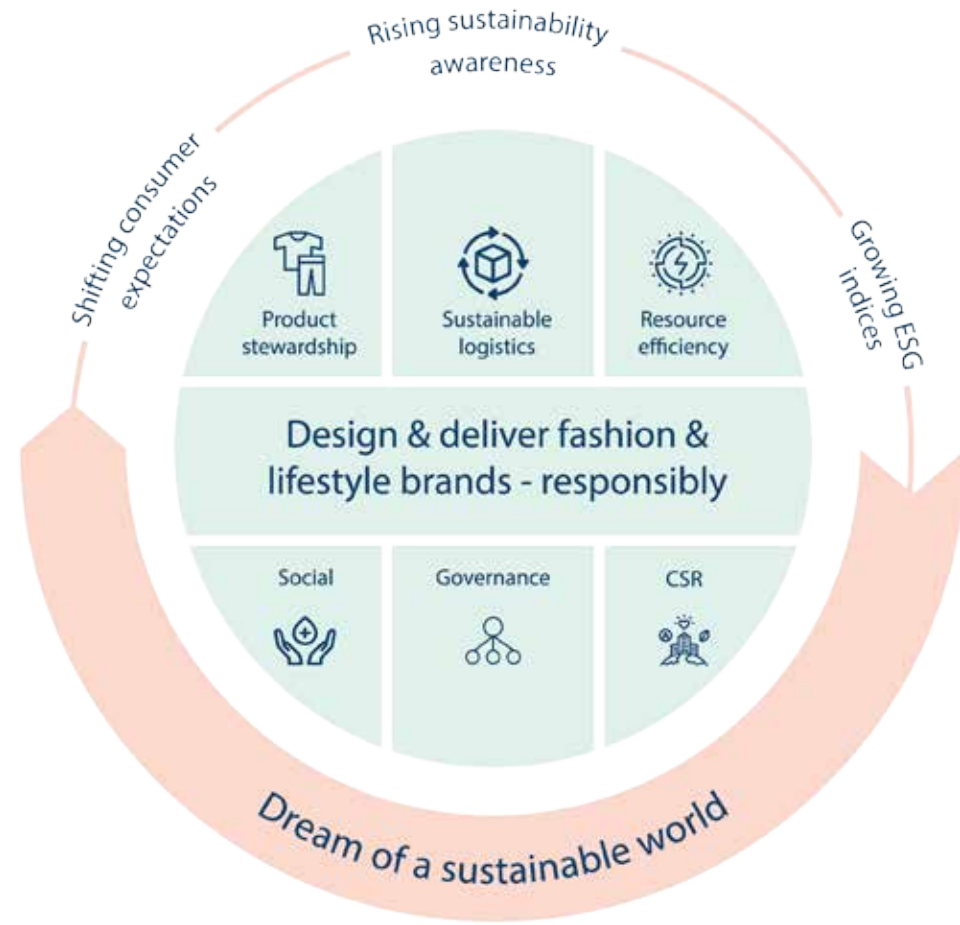 Rising sustainability
awareness
Shifting consumer
expectations
Growing ESG
indices
Product
stewardship
Sustainable
logistics
Resource
efficiency
Design & deliver fashion &
lifestyle brands - responsibly
Social
Governance
CSR
Dream of a sustainable world